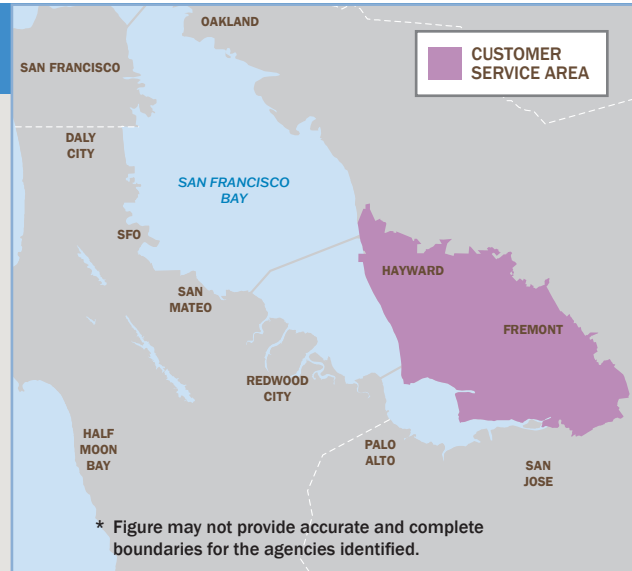 OAKLAND
CUSTOMER
SERVICE AREA
SAN FRANCISCO
DALY
CITY
SAN FRANCISCO
BAY
SFO
HAYWARD
SAN
MATEO
FREMONT
REDWOOD
CITY
HALF
MOON
BAY
PALO
ALTO
SAN
JOSE
* Figure may not provide accurate and complete
boundaries for the agencies identified.